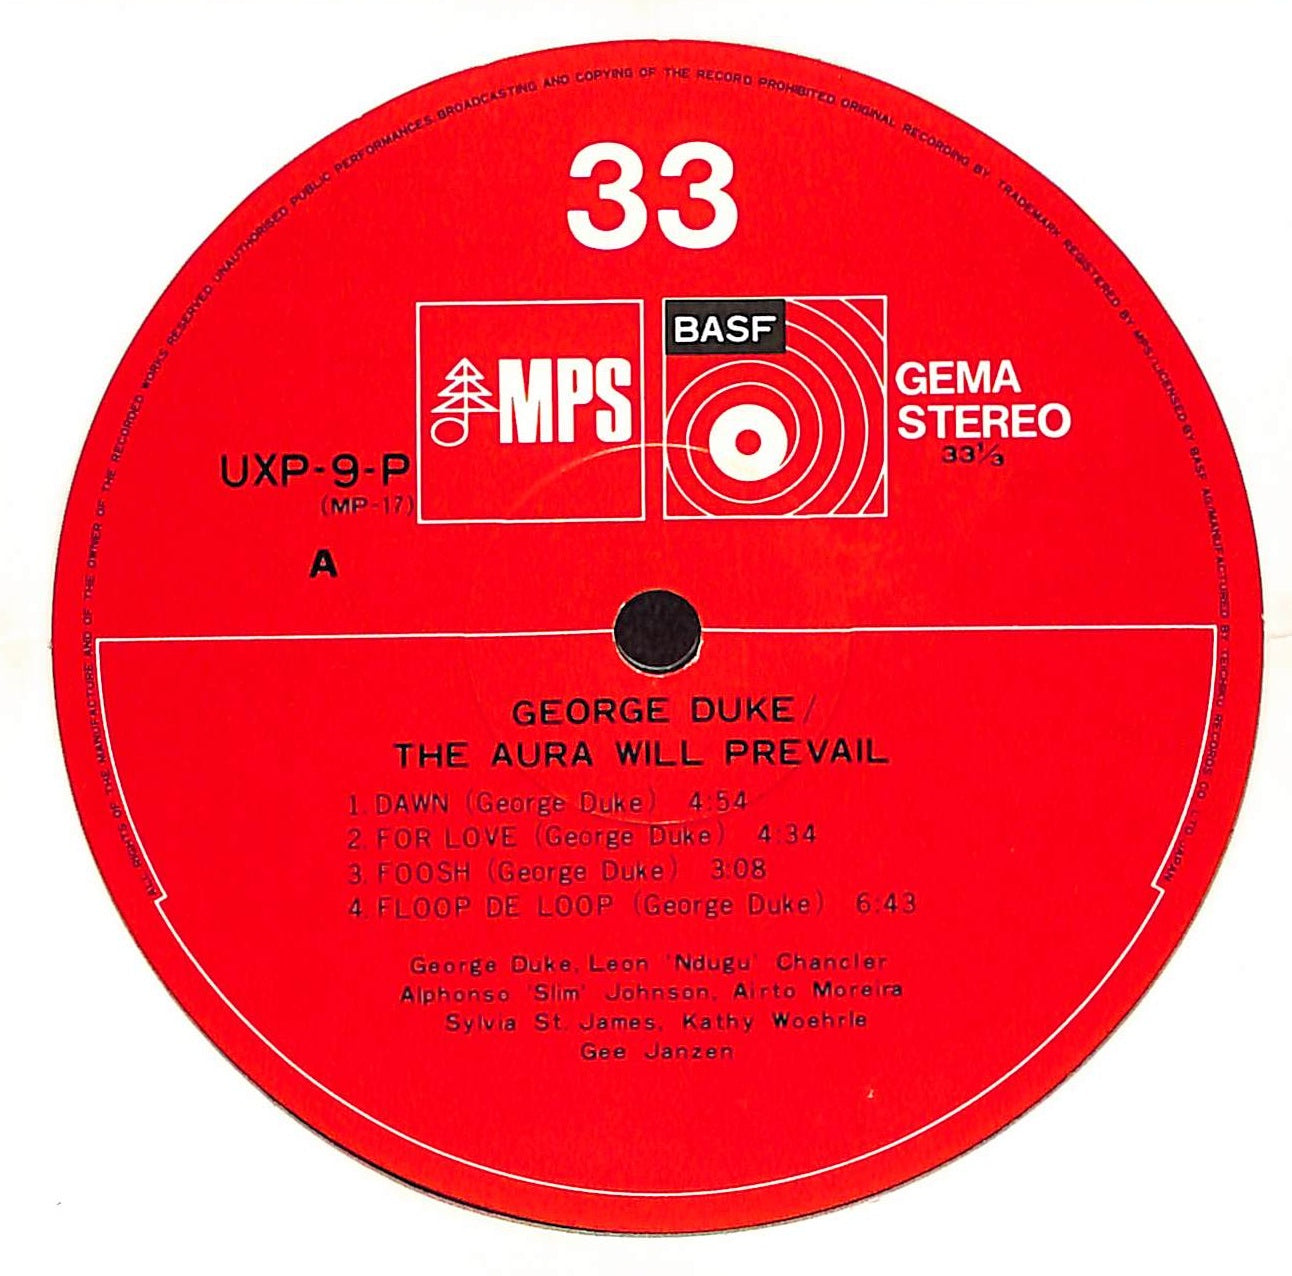 ALL RIGHTS OF THE MANUFACTURE AND OF THE OWNER OF THE RECORDED WORKS RESERVED UNAUTHORISED PUBLIC PERFORMANCES, BROADCASTING AND COPYING OF THE RECORD PROHIBITED ORIGINAL RECORDING BY TRADEMARK REGISTERED BY MPS LICENSED BY BASF MANUFACTURED BY RECORDS CO., LTD. JAPAN
33
BASF
MPS
GEMA
STEREO
33⅓
UXP-9-P
(MP-17)
A
GEORGE DUKE/
THE AURA WILL PREVAIL
1. DAWN (George Duke) 4:54
2. FOR LOVE (George Duke) 4:34
3. FOOSH (George Duke) 3:08
4. FLOOP DE LOOP (George Duke) 6:43
George Duke, Leon 'Ndugu' Chancler
Alphonso 'Slim' Johnson, Airto Moreira
Sylvia St. James, Kathy Woehrle
Gee Janzen